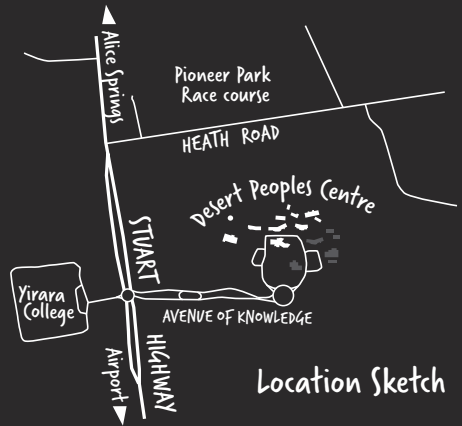 Alice Springs
Pioneer Park
Race course
HEATH ROAD
Desert Peoples Centre
STUART
Yirara
College
AVENUE OF KNOWLEDGE
HIGHWAY
Airport
Location Sketch